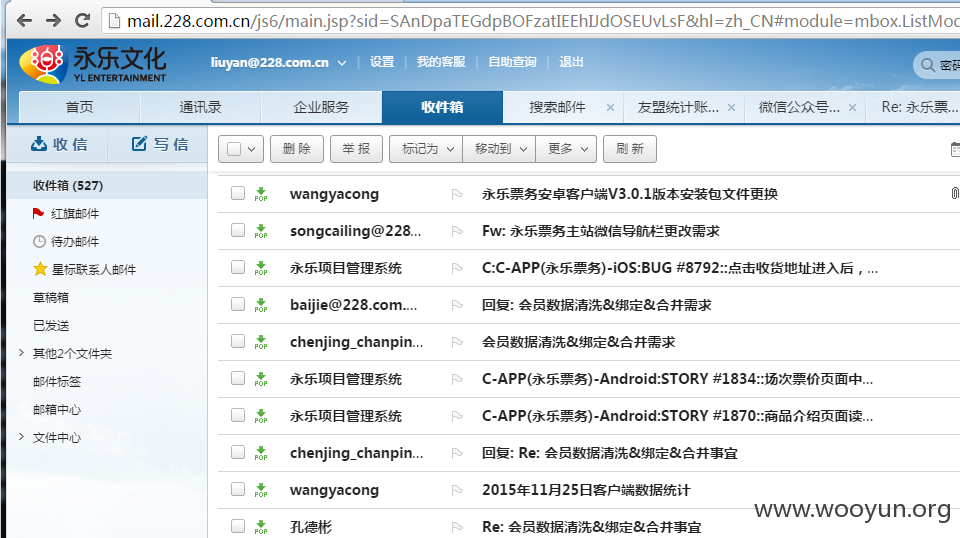 mail.228.com.cn/js6/main.jsp?sid=SAnDpaTEGdpBOFzatIEEhIJdOSEUvLsF&hl=zh_CN#module=mbox.ListMod
永乐文化
YL ENTERTAINMENT
liuyan@228.com.cn 设置 我的客服 自助查询 退出 密码
首页 通讯录 企业服务 收件箱 搜索邮件 × 友盟统计账... × 微信公众号... × Re: 永乐票...
收信 写信 删除 举报 标记为 移动到 更多 刷新
收件箱 (527)
红旗邮件
待办邮件
星标联系人邮件
草稿箱
已发送
其他2个文件夹
邮件标签
邮箱中心
文件中心
POP wangyacong 永乐票务安卓客户端V3.0.1版本安装包文件更换
POP songcailing@228... Fw: 永乐票务主站微信导航栏更改需求
POP 永乐项目管理系统 C:C-APP(永乐票务)-iOS:BUG #8792::点击收货地址进入后，...
POP baijie@228.com.... 回复: 会员数据清洗&绑定&合并需求
POP chenjing_chanpin... 会员数据清洗&绑定&合并需求
POP 永乐项目管理系统 C-APP(永乐票务)-Android:STORY #1834::场次票价页面中...
POP 永乐项目管理系统 C-APP(永乐票务)-Android:STORY #1870::商品介绍页面读...
POP chenjing_chanpin... 回复: Re: 会员数据清洗&绑定&合并事宜
POP wangyacong 2015年11月25日客户端数据统计
POP 孔德彬 Re: 会员数据清洗&绑定&合并事宜
www.wooyun.org